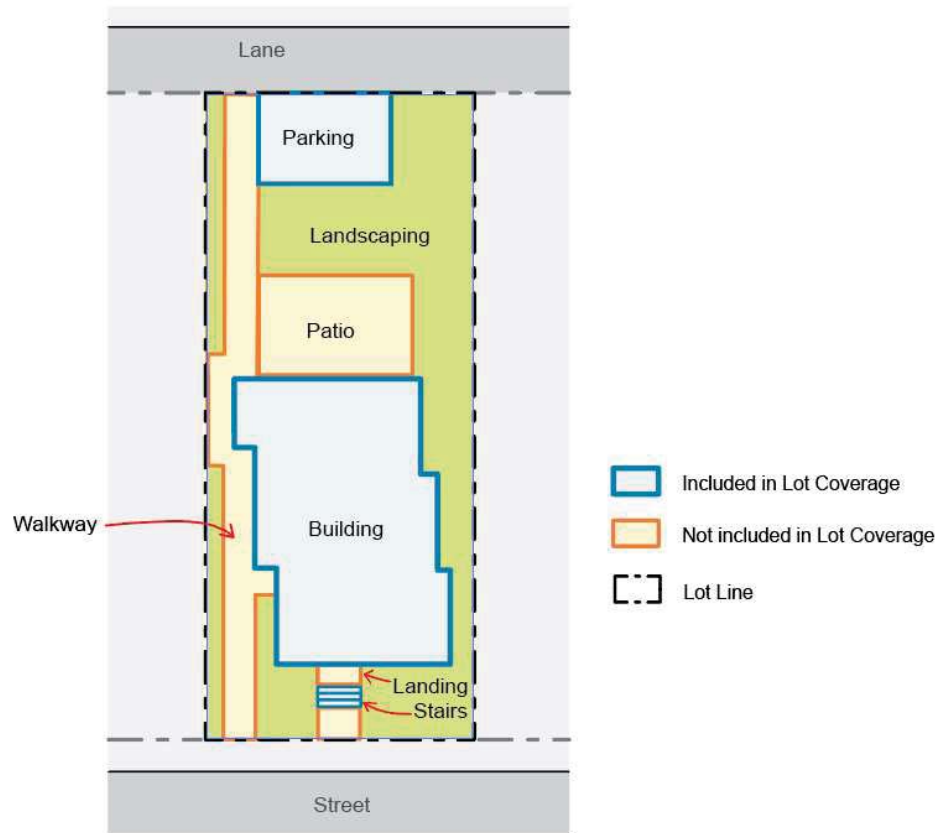 Lane
Parking
Landscaping
Patio
Included in Lot Coverage
Walkway
Building
Not included in Lot Coverage
Lot Line
Landing
Stairs
Street